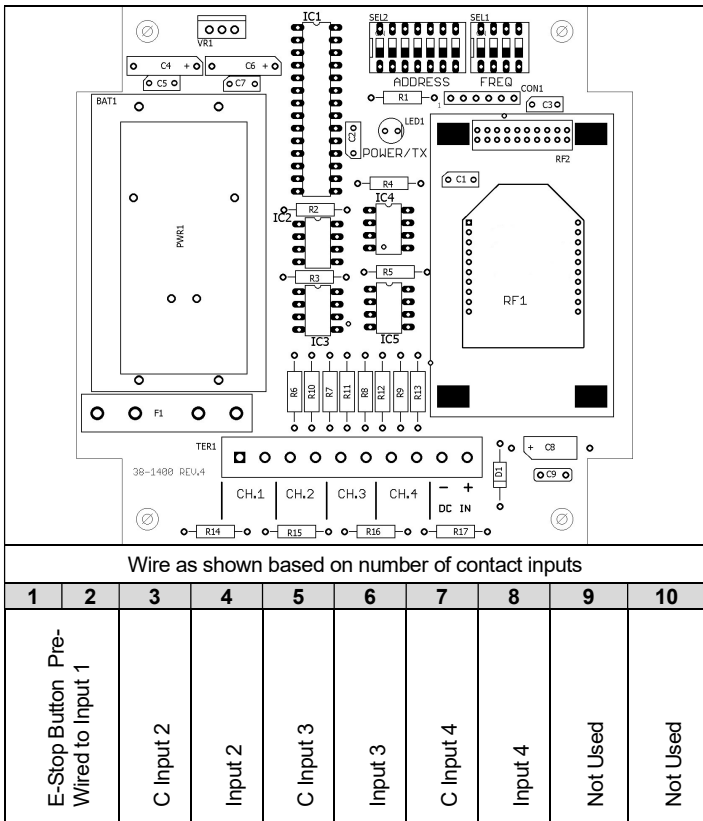 IC1
SEL2
SEL1
VR1
C4 +
C6 +
C5
C7
ADDRESS
FREQ
CON1
BAT1
R1
1
C3
LED1
C2
POWER/TX
RF2
R4
C1
IC4
R2
IC2
PWR1
R3
R5
RF1
IC3
IC5
R6
R10
R7
R11
R8
R12
R9
R13
F1
TER1
+ C8
D1
C9
38-1400 REV.4
CH.1
CH.2
CH.3
CH.4
- +
DC IN
R14
R15
R16
R17
Wire as shown based on number of contact inputs
1 2 3 4 5 6 7 8 9 10
E-Stop Button Pre-
Wired to Input 1
C Input 2
Input 2
C Input 3
Input 3
C Input 4
Input 4
Not Used
Not Used